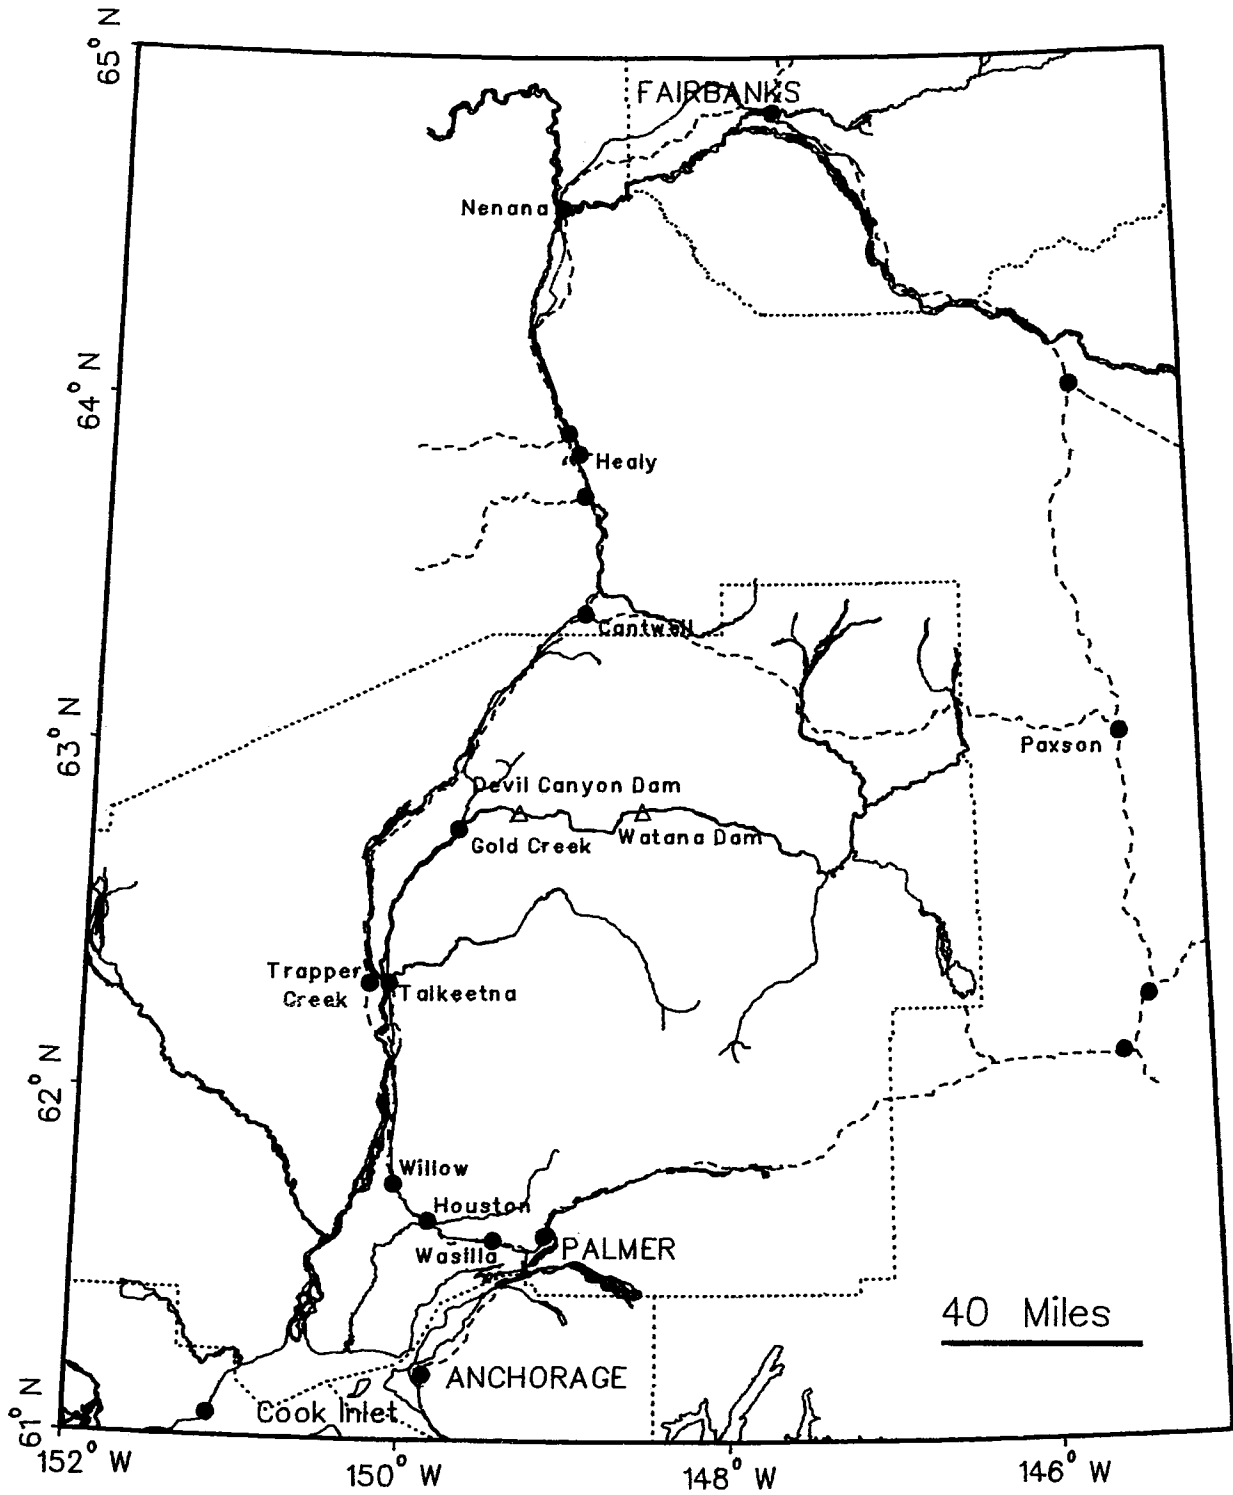 65° N
FAIRBANKS
Nenana
64° N
Healy
Cantwell
63° N
Paxson
Devil Canyon Dam
Gold Creek
Watana Dam
Trapper
Creek
Talkeetna
62° N
Willow
Houston
Wasilla
PALMER
40 Miles
ANCHORAGE
Cook Inlet
61° N
152° W
150° W
148° W
146° W